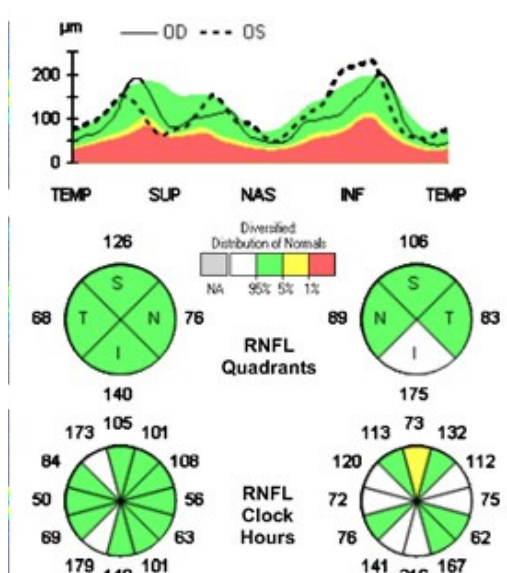 µm OD OS
200
100
0
TEMP SUP NAS INF TEMP
Diversified:
Distribution of Normals
NA 95% 5% 1%
126 106
S S
68 T N 76 89 N T 83
I I
140 175
RNFL
Quadrants
173 105 101 113 73 132
84 108 120 112
50 56 72 75
69 63 76 62
179 101 141 167
RNFL
Clock
Hours